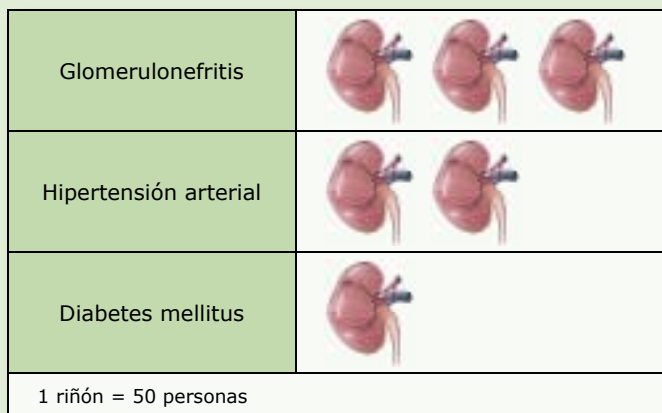 Glomerulonefritis
Hipertensión arterial
Diabetes mellitus
1 riñón = 50 personas